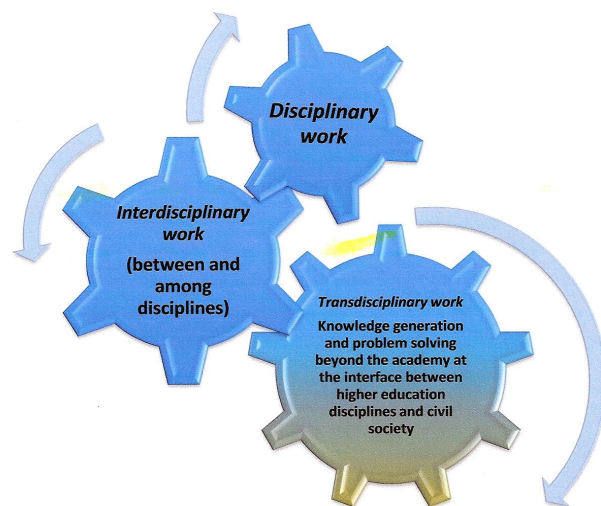 Disciplinary
work
Interdisciplinary
work
(between and
among
disciplines)
Transdisciplinary work
Knowledge generation
and problem solving
beyond the academy at
the interface between
higher education
disciplines and civil
society